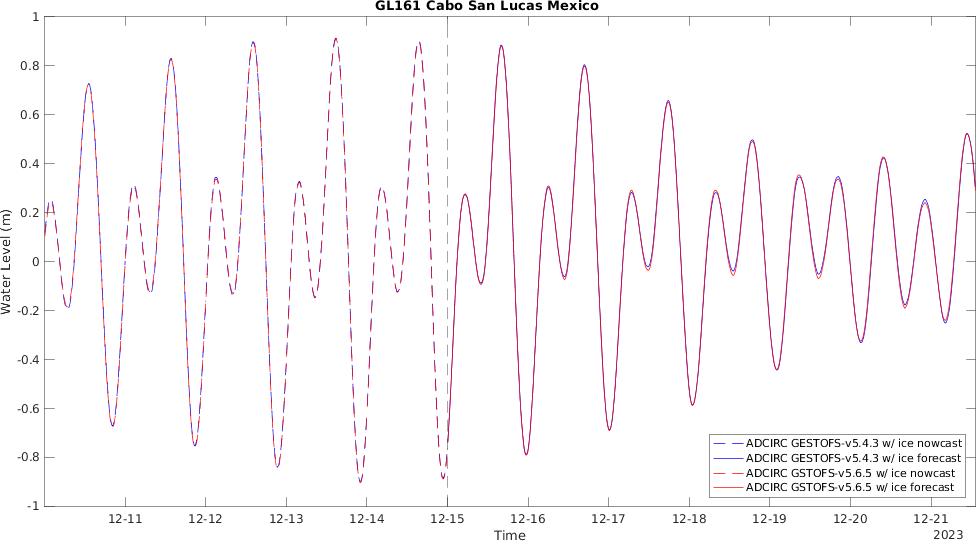 GL161 Cabo San Lucas Mexico
1
0.8
0.6
0.4
0.2
0
-0.2
-0.4
-0.6
-0.8
-1
Water Level (m)
ADCIRC GESTOFS-v5.4.3 w/ ice nowcast
ADCIRC GESTOFS-v5.4.3 w/ ice forecast
ADCIRC GSTOFS-v5.6.5 w/ ice nowcast
ADCIRC GSTOFS-v5.6.5 w/ ice forecast
12-11 12-12 12-13 12-14 12-15 12-16 12-17 12-18 12-19 12-20 12-21
Time
2023